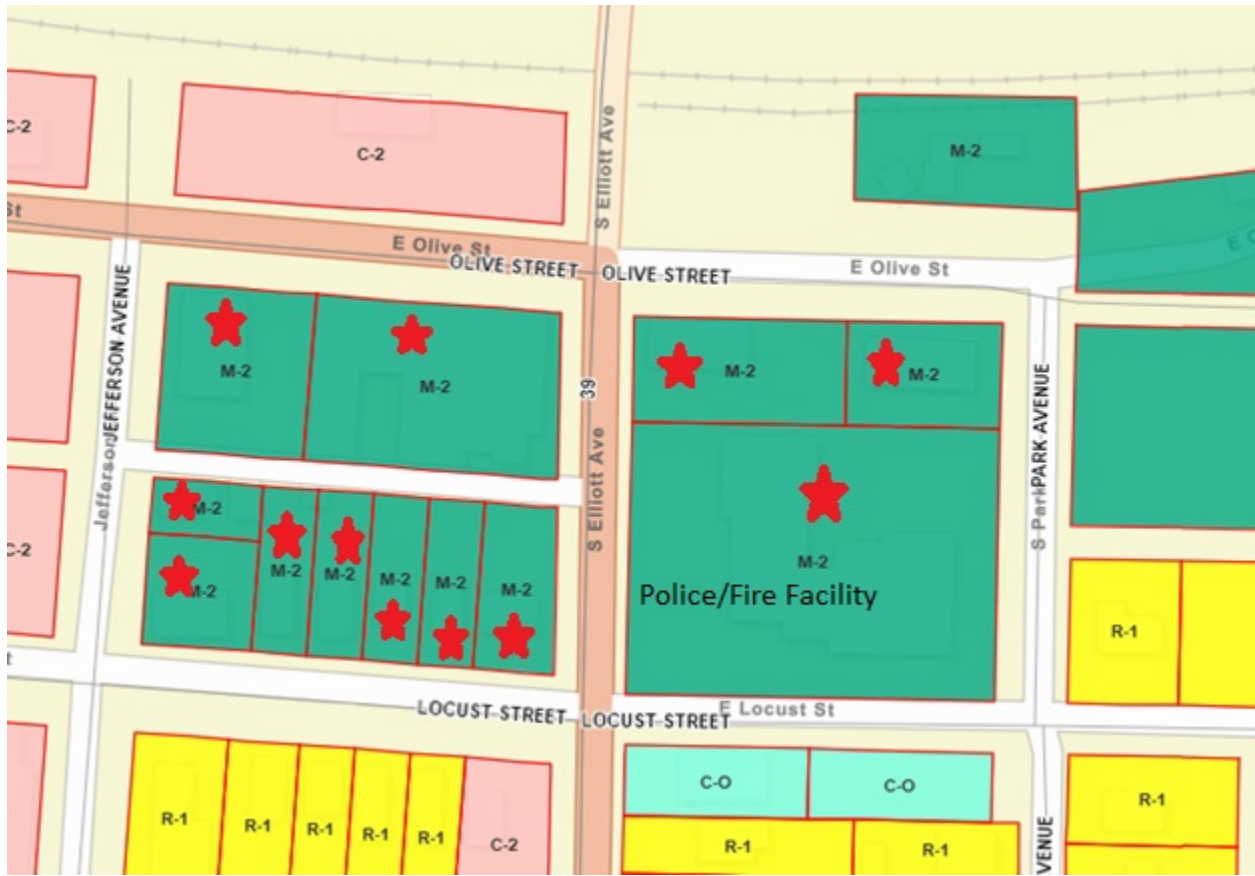 C-2
C-2
M-2
S Elliott Ave
St
E Olive St
OLIVE STREET
OLIVE STREET
E Olive St
JEFFERSON AVENUE
M-2
M-2
39
M-2
M-2
PARK AVENUE
Jefferson
S Elliott Ave
S Park
C-2
M-2
M-2
M-2
M-2
M-2
M-2
M-2
M-2
Police/Fire Facility
R-1
LOCUST STREET
LOCUST STREET
E Locust St
C-O
C-O
R-1
R-1
R-1
R-1
R-1
R-1
C-2
R-1
R-1
VENUE